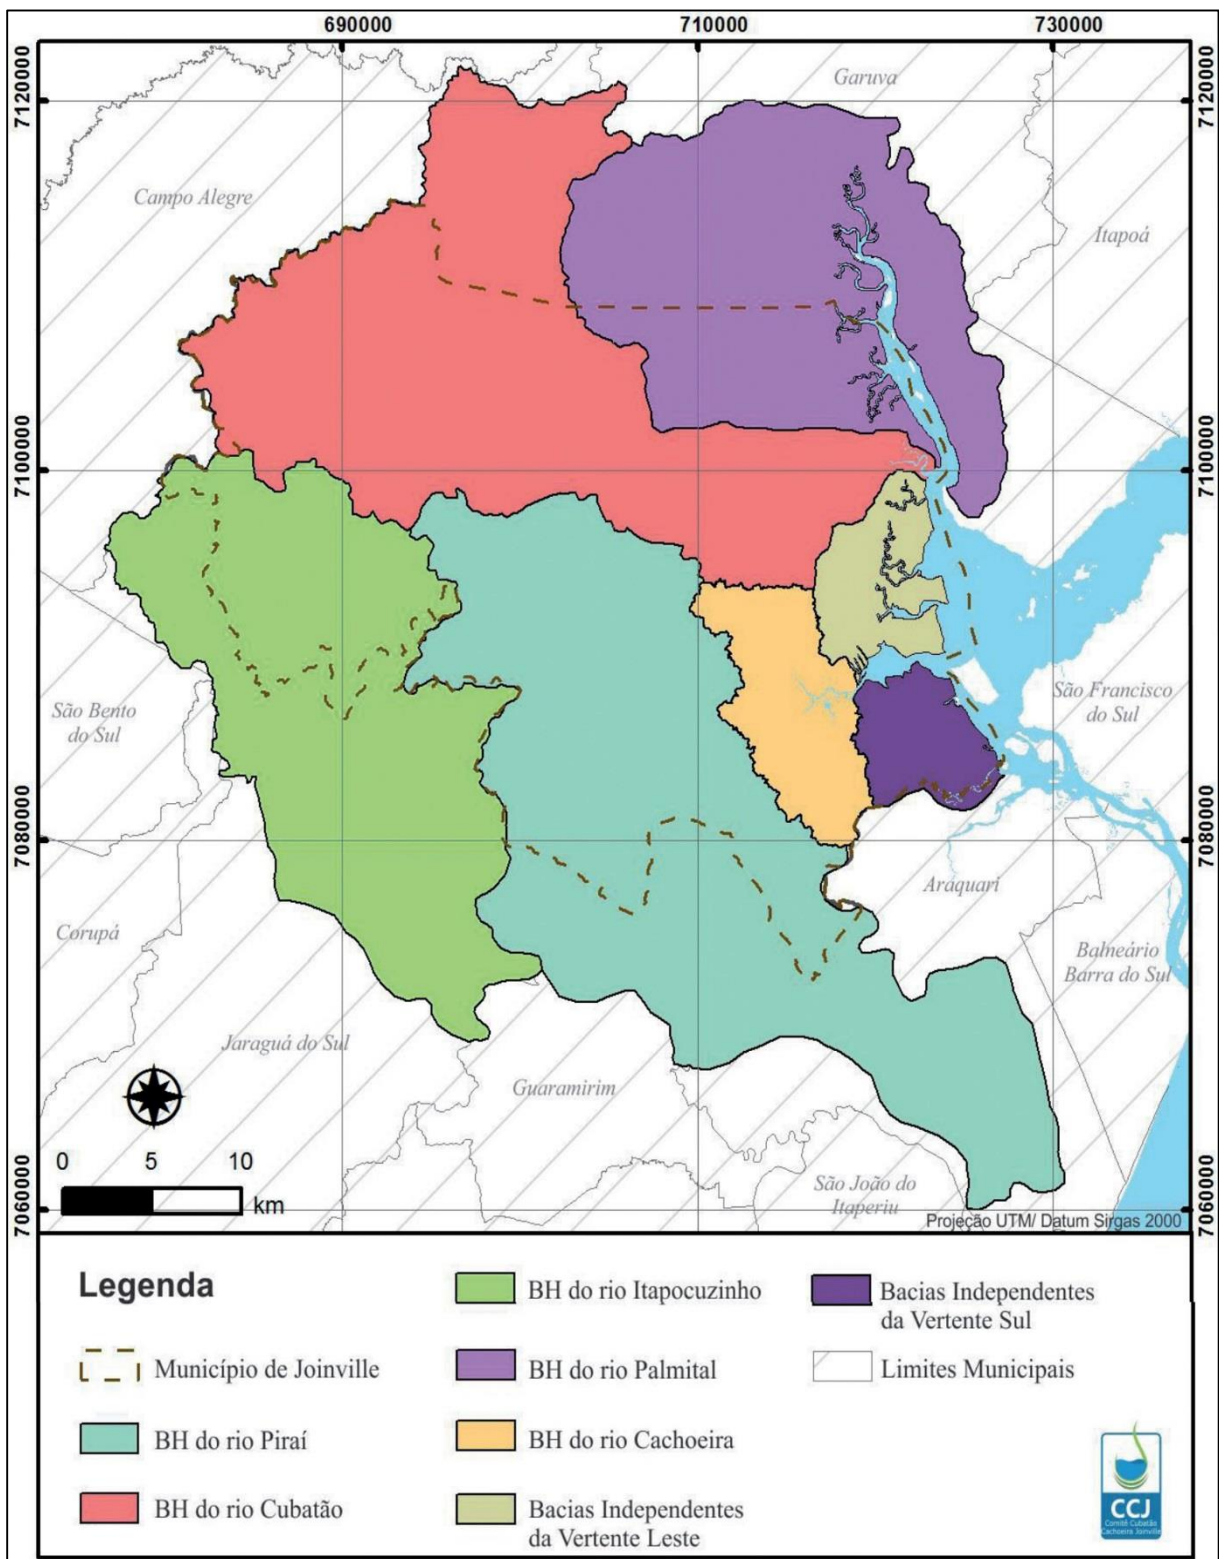 690000
710000
730000
7120000
7120000
Garuva
Campo Alegre
Itapoá
7100000
7100000
São Bento
do Sul
São Francisco
do Sul
7080000
7080000
Araquari
Corupá
Balneário
Barra do Sul
Jaraguá do Sul
Guaramirim
0 5 10
km
São João do
Itaperiu
7060000
7060000
Projeção UTM/ Datum Sirgas 2000
Legenda
Município de Joinville
BH do rio Piraí
BH do rio Cubatão
BH do rio Itapocuzinho
BH do rio Palmital
BH do rio Cachoeira
Bacias Independentes
da Vertente Leste
Bacias Independentes
da Vertente Sul
Limites Municipais
CCJ
Comitê Cubatão
Cachoeira Joinville